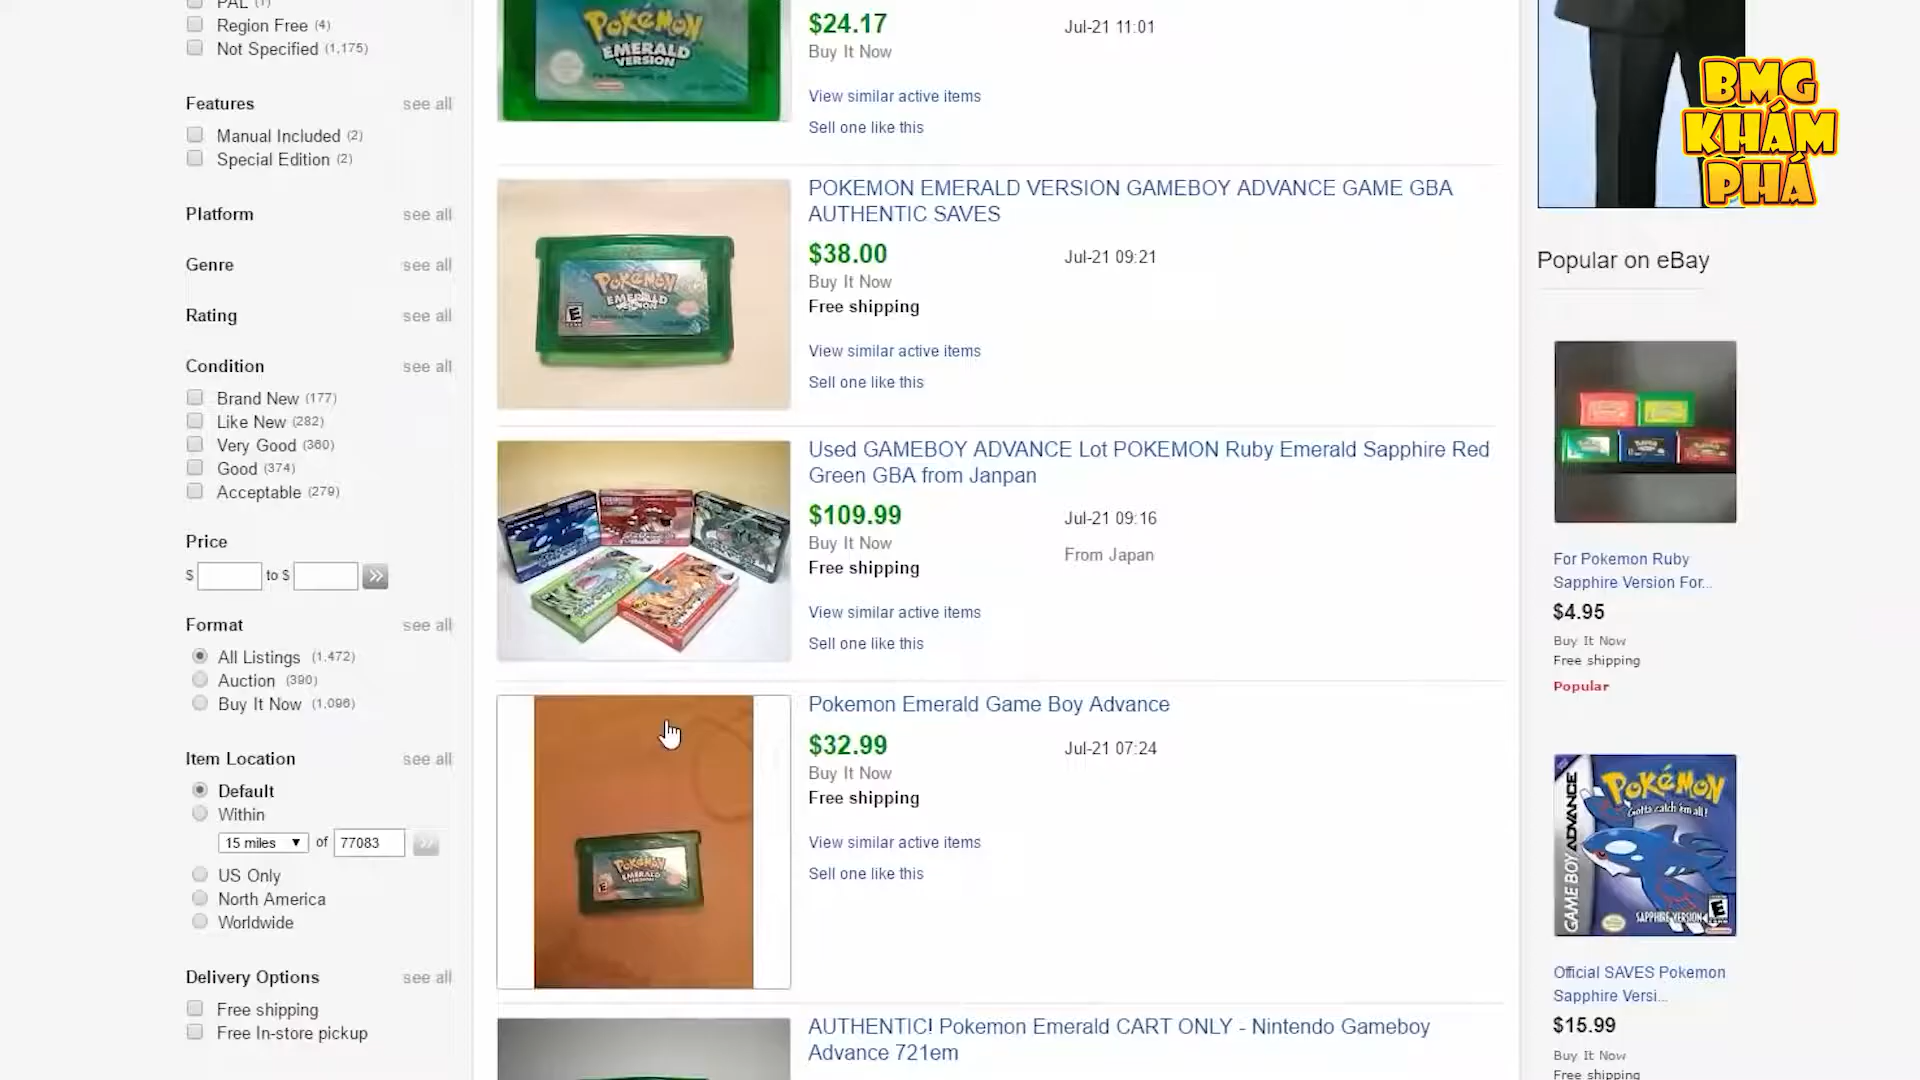 PAL (1)
Region Free (4)
Not Specified (1,175)
Features see all
Manual Included (2)
Special Edition (2)
Platform see all
Genre see all
Rating see all
Condition see all
Brand New (177)
Like New (282)
Very Good (360)
Good (374)
Acceptable (279)
Price
$ to $
Format see all
All Listings (1,472)
Auction (390)
Buy It Now (1,096)
Item Location see all
Default
Within
15 miles of 77083
US Only
North America
Worldwide
Delivery Options see all
Free shipping
Free In-store pickup
POKéMON
EMERALD
VERSION
$24.17 Jul-21 11:01
Buy It Now
View similar active items
Sell one like this
POKéMON
EMERALD
VERSION
E
POKEMON EMERALD VERSION GAMEBOY ADVANCE GAME GBA
AUTHENTIC SAVES
$38.00 Jul-21 09:21
Buy It Now
Free shipping
View similar active items
Sell one like this
Used GAMEBOY ADVANCE Lot POKEMON Ruby Emerald Sapphire Red
Green GBA from Janpan
$109.99 Jul-21 09:16
Buy It Now From Japan
Free shipping
View similar active items
Sell one like this
POKéMON
EMERALD
VERSION
E
Pokemon Emerald Game Boy Advance
$32.99 Jul-21 07:24
Buy It Now
Free shipping
View similar active items
Sell one like this
AUTHENTIC! Pokemon Emerald CART ONLY - Nintendo Gameboy
Advance 721em
BMG
KHÁM
PHÁ
Popular on eBay
For Pokemon Ruby
Sapphire Version For...
$4.95
Buy It Now
Free shipping
Popular
GAME BOY ADVANCE
POKéMON
Gotta catch 'em all!
SAPPHIRE VERSION
E
Official SAVES Pokemon
Sapphire Versi...
$15.99
Buy It Now
Free shipping